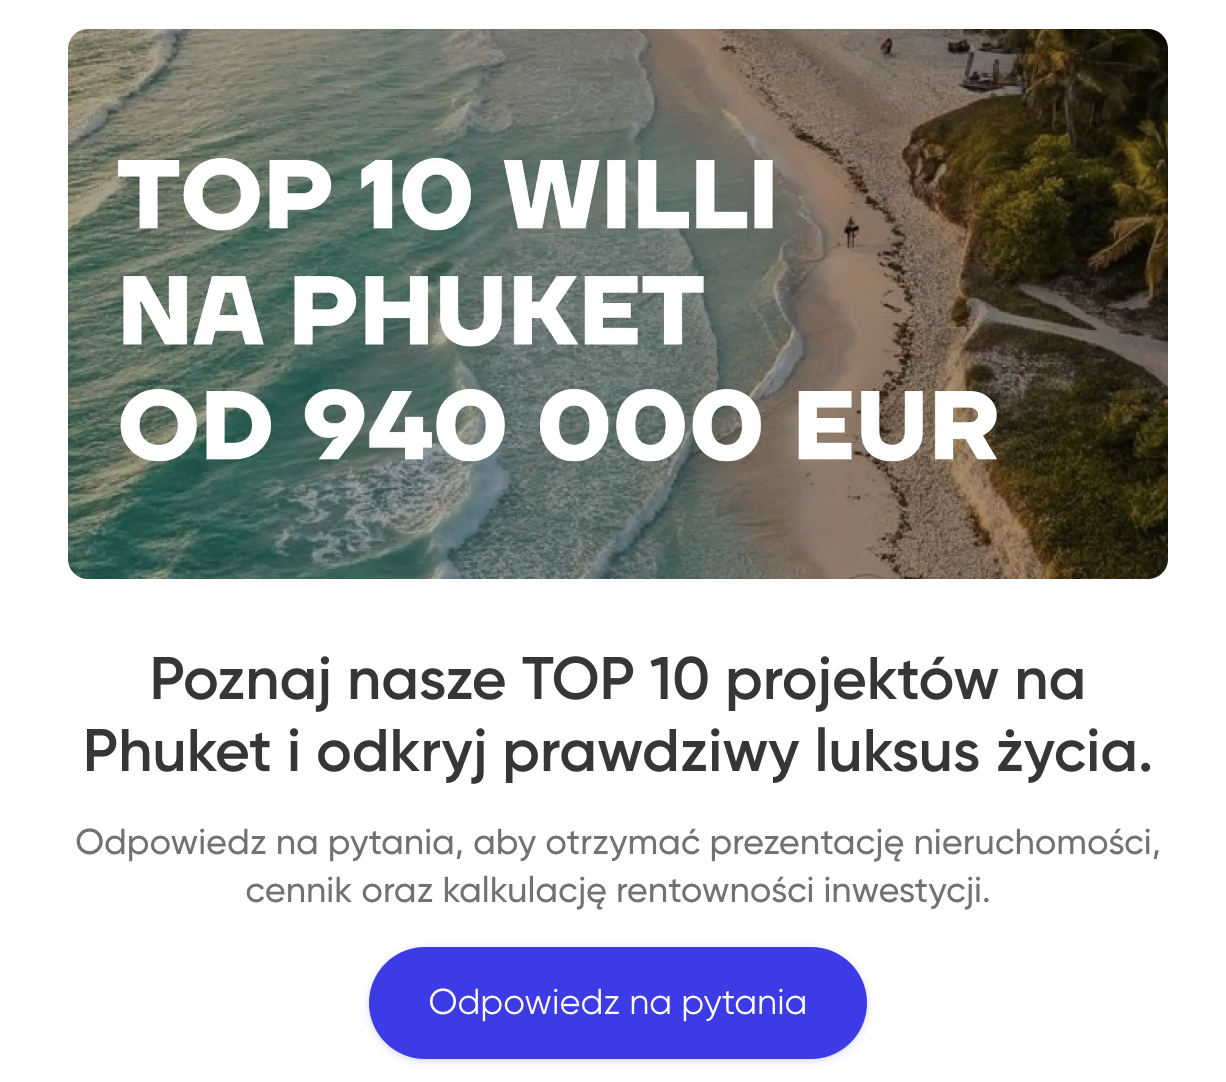 TOP 10 WILLI
NA PHUKET
OD 940 000 EUR
Poznaj nasze TOP 10 projektów na
Phuket i odkryj prawdziwy luksus życia.
Odpowiedz na pytania, aby otrzymać prezentację nieruchomości,
cennik oraz kalkulację rentowności inwestycji.
Odpowiedz na pytania